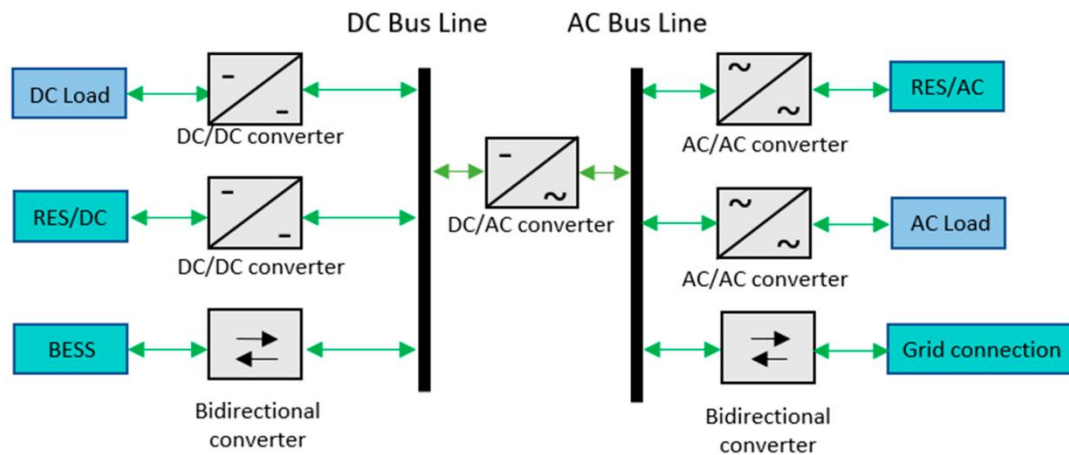 DC Bus Line
AC Bus Line
DC Load
-
-
DC/DC converter
RES/DC
-
-
DC/DC converter
BESS
Bidirectional
converter
-
~
DC/AC converter
~
~
AC/AC converter
RES/AC
~
~
AC/AC converter
AC Load
Bidirectional
converter
Grid connection